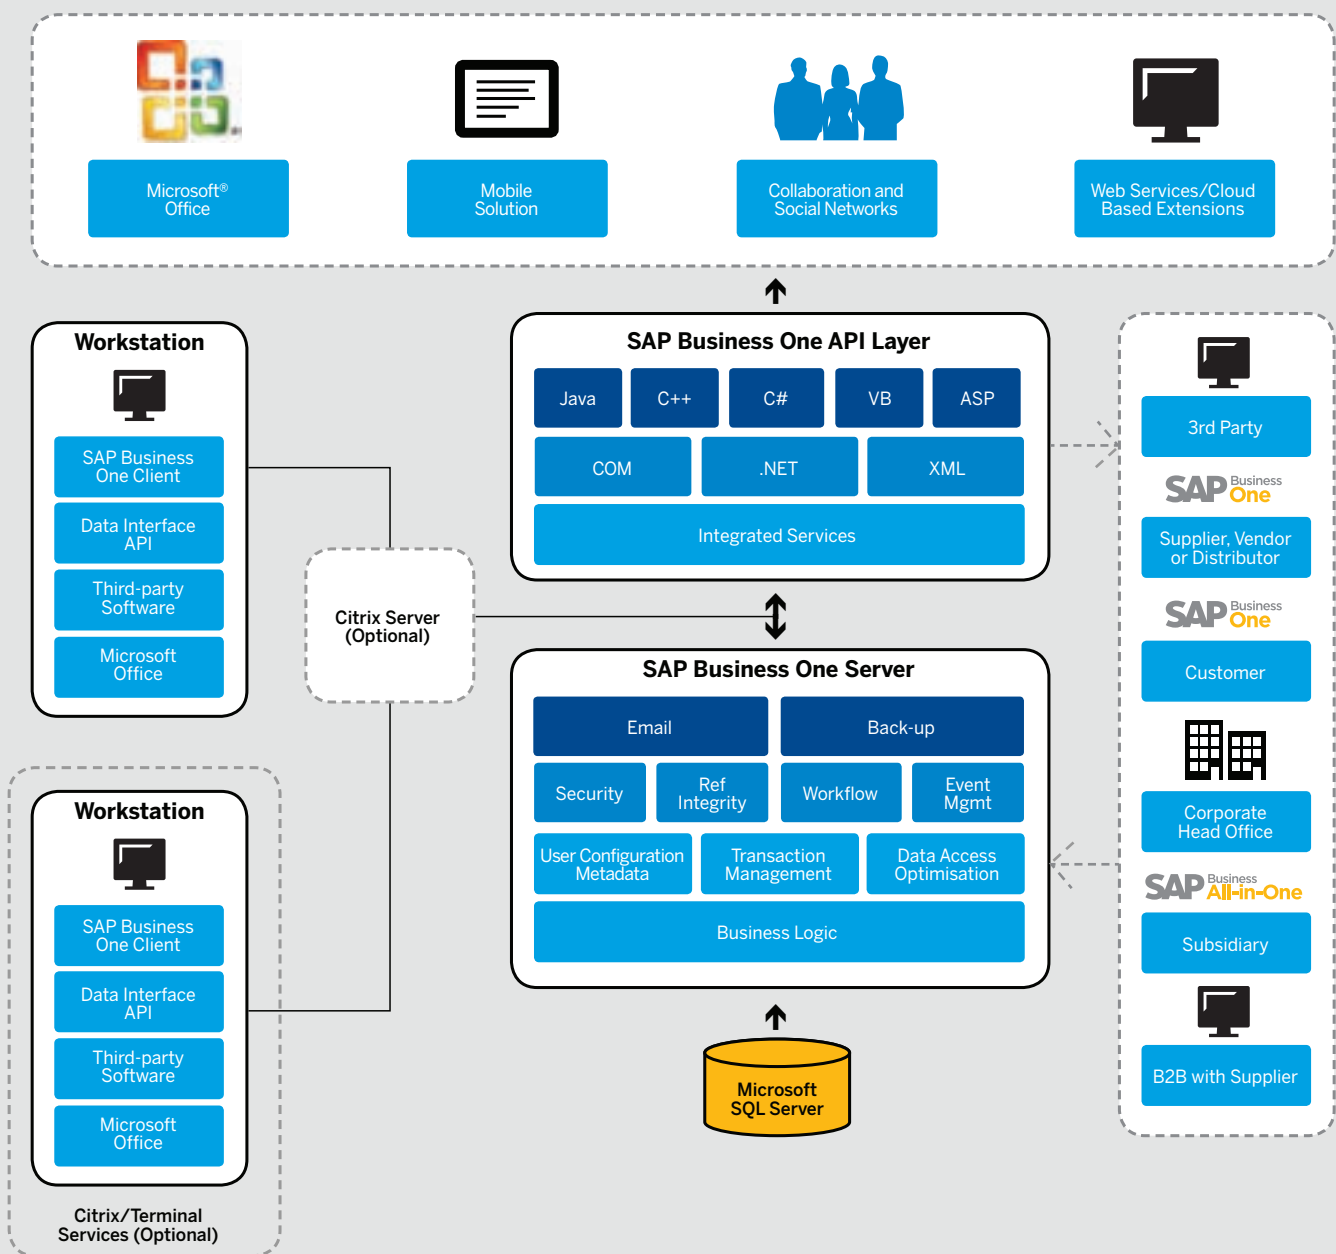 Microsoft®
Office
Mobile
Solution
Collaboration and
Social Networks
Web Services/Cloud
Based Extensions
Workstation
SAP Business
One Client
Data Interface
API
Third-party
Software
Microsoft
Office
Workstation
SAP Business
One Client
Data Interface
API
Third-party
Software
Microsoft
Office
Citrix/Terminal
Services (Optional)
Citrix Server
(Optional)
SAP Business One API Layer
Java
C++
C#
VB
ASP
COM
.NET
XML
Integrated Services
SAP Business One Server
Email
Back-up
Security
Ref
Integrity
Workflow
Event
Mgmt
User Configuration
Metadata
Transaction
Management
Data Access
Optimisation
Business Logic
Microsoft
SQL Server
3rd Party
SAP Business
One
Supplier, Vendor
or Distributor
SAP Business
One
Customer
Corporate
Head Office
SAP Business
All-in-One
Subsidiary
B2B with Supplier